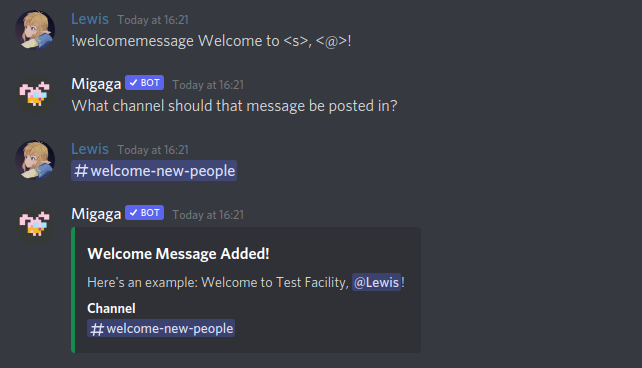 Lewis Today at 16:21
!welcomemessage Welcome to <s>, <@>!
Migaga ✓ BOT Today at 16:21
What channel should that message be posted in?
Lewis Today at 16:21
#welcome-new-people
Migaga ✓ BOT Today at 16:21
Welcome Message Added!
Here's an example: Welcome to Test Facility, @Lewis!
Channel
#welcome-new-people